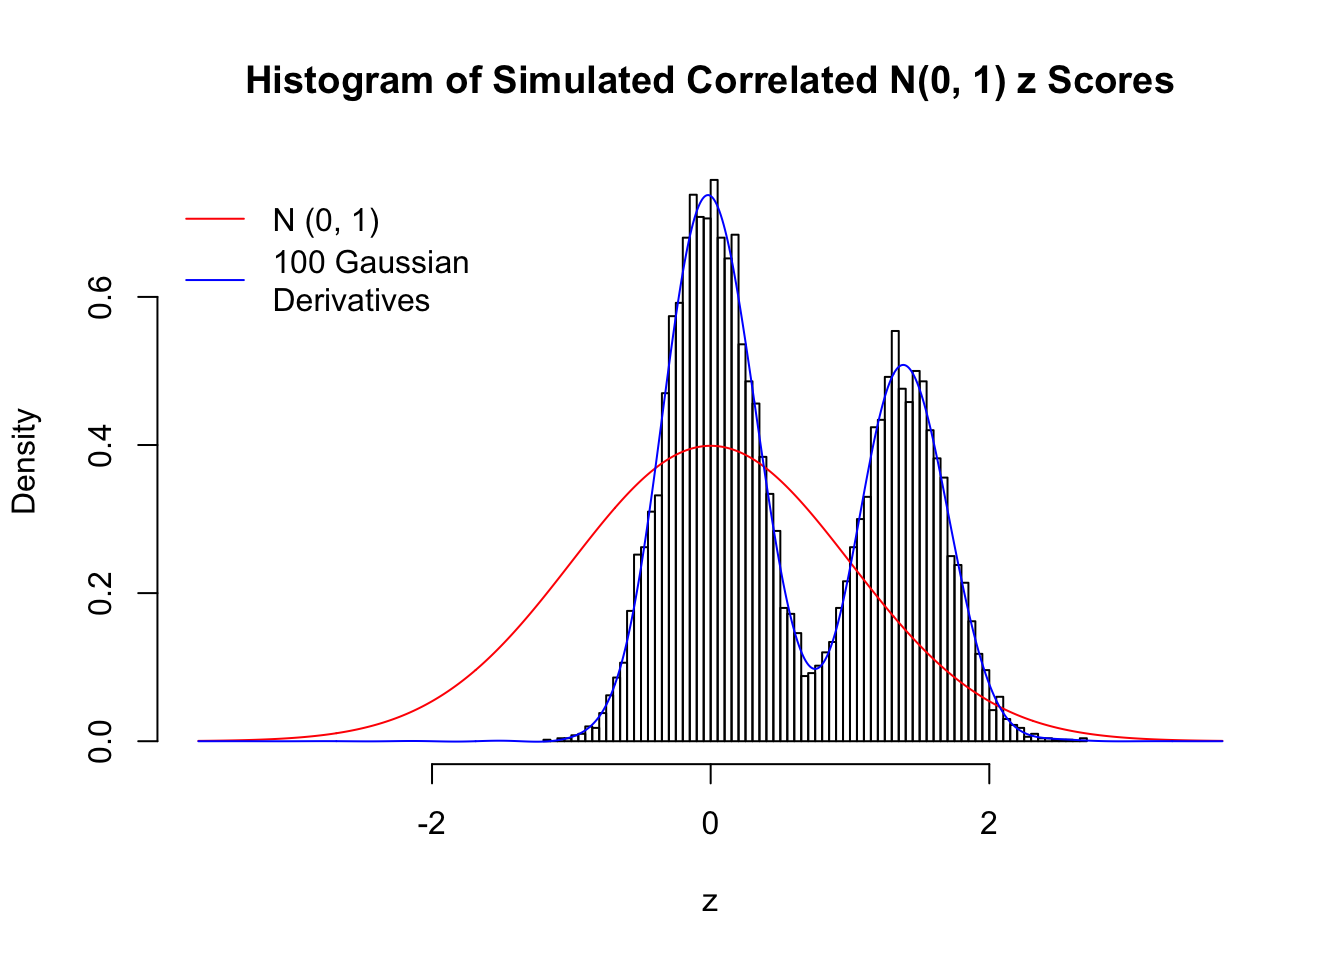 Histogram of Simulated Correlated N(0, 1) z Scores
N (0, 1)
100 Gaussian
Derivatives
Density
0.0
0.2
0.4
0.6
-2
0
2
z